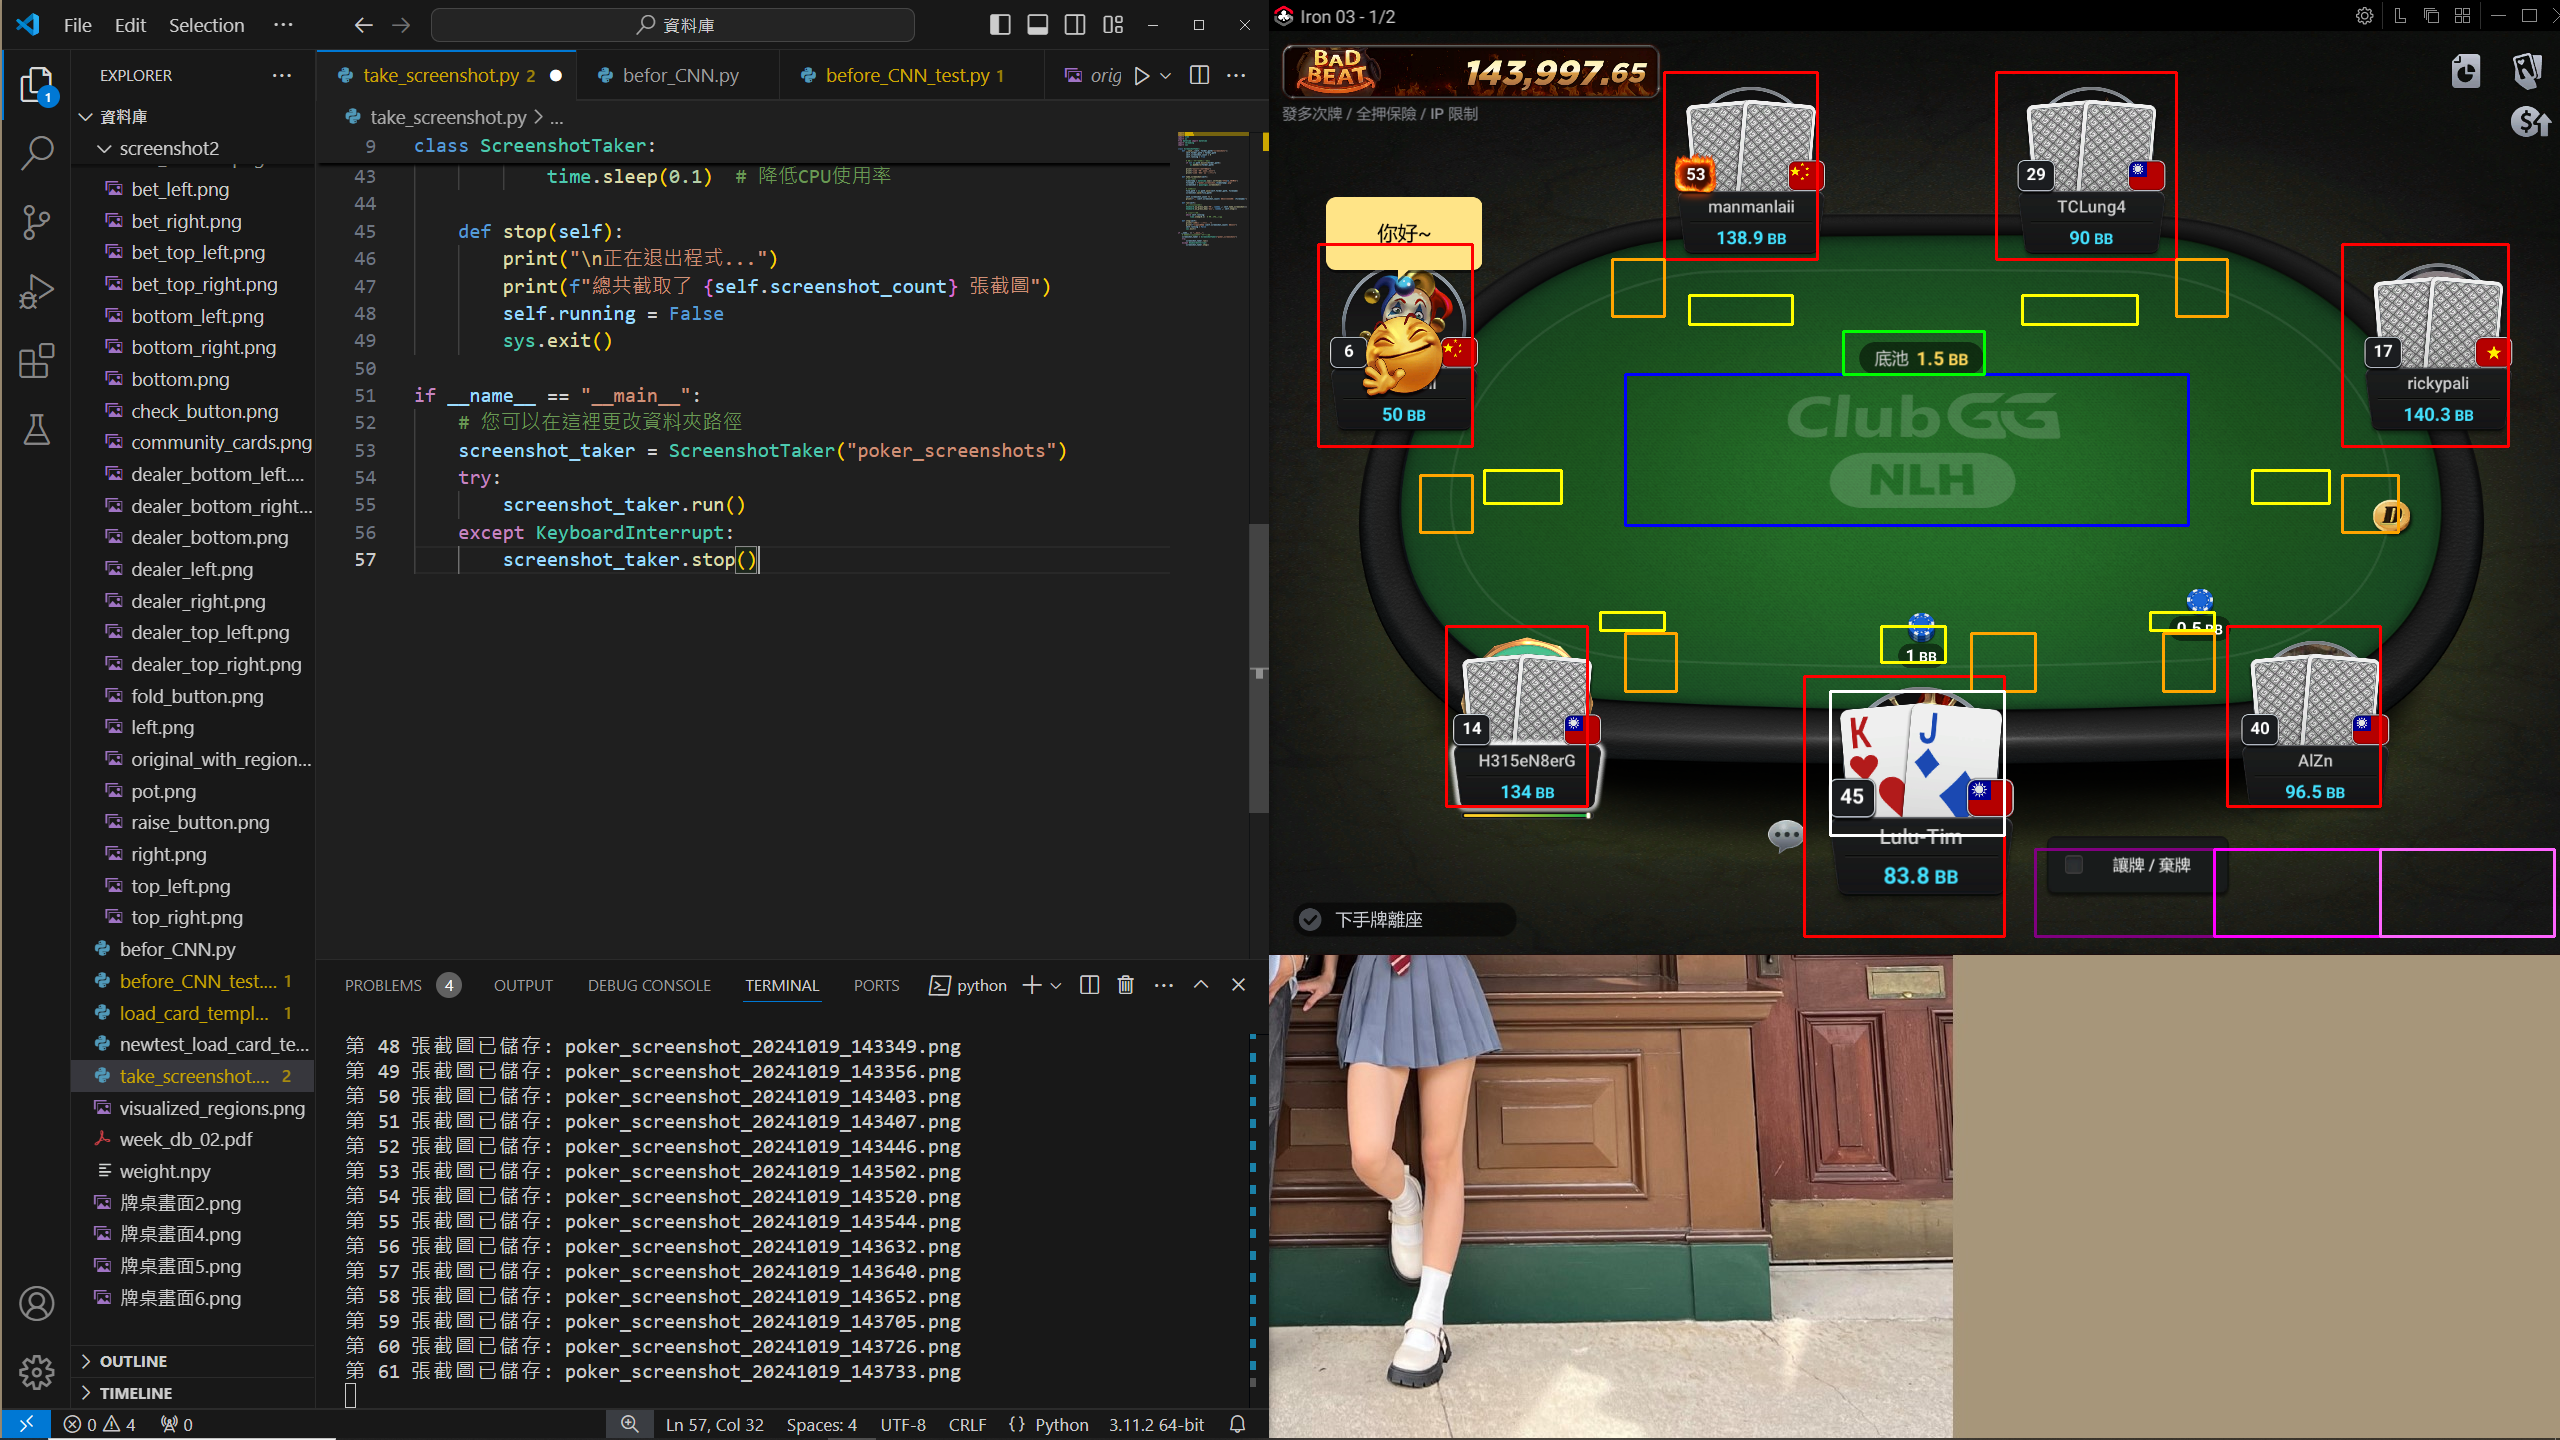 File Edit Selection ···
資料庫
EXPLORER
資料庫
screenshot2
bet_left.png
bet_right.png
bet_top_left.png
bet_top_right.png
bottom_left.png
bottom_right.png
bottom.png
check_button.png
community_cards.png
dealer_bottom_left....
dealer_bottom_right...
dealer_bottom.png
dealer_left.png
dealer_right.png
dealer_top_left.png
dealer_top_right.png
fold_button.png
left.png
original_with_region...
pot.png
raise_button.png
right.png
top_left.png
top_right.png
befor_CNN.py
before_CNN_test.... 1
load_card_templ... 1
newtest_load_card_te...
take_screenshot.... 2
visualized_regions.png
week_db_02.pdf
weight.npy
牌桌畫面2.png
牌桌畫面4.png
牌桌畫面5.png
牌桌畫面6.png
OUTLINE
TIMELINE
1
take_screenshot.py 2
befor_CNN.py
before_CNN_test.py 1
orig
take_screenshot.py > ...
9 class ScreenshotTaker:
43 time.sleep(0.1) # 降低CPU使用率
44
45 def stop(self):
46 print("\n正在退出程式...")
47 print(f"總共截取了 {self.screenshot_count} 張截圖")
48 self.running = False
49 sys.exit()
50
51 if __name__ == "__main__":
52 # 您可以在這裡更改資料夾路徑
53 screenshot_taker = ScreenshotTaker("poker_screenshots")
54 try:
55 screenshot_taker.run()
56 except KeyboardInterrupt:
57 screenshot_taker.stop()
PROBLEMS 4 OUTPUT DEBUG CONSOLE TERMINAL PORTS python
第 48 張截圖已儲存: poker_screenshot_20241019_143349.png
第 49 張截圖已儲存: poker_screenshot_20241019_143356.png
第 50 張截圖已儲存: poker_screenshot_20241019_143403.png
第 51 張截圖已儲存: poker_screenshot_20241019_143407.png
第 52 張截圖已儲存: poker_screenshot_20241019_143446.png
第 53 張截圖已儲存: poker_screenshot_20241019_143502.png
第 54 張截圖已儲存: poker_screenshot_20241019_143520.png
第 55 張截圖已儲存: poker_screenshot_20241019_143544.png
第 56 張截圖已儲存: poker_screenshot_20241019_143632.png
第 57 張截圖已儲存: poker_screenshot_20241019_143640.png
第 58 張截圖已儲存: poker_screenshot_20241019_143652.png
第 59 張截圖已儲存: poker_screenshot_20241019_143705.png
第 60 張截圖已儲存: poker_screenshot_20241019_143726.png
第 61 張截圖已儲存: poker_screenshot_20241019_143733.png
0 4 0
Ln 57, Col 32 Spaces: 4 UTF-8 CRLF {} Python 3.11.2 64-bit
Iron 03 - 1/2
L
BAD BEAT 143,997.65
發多次牌 / 全押保險 / IP 限制
53
manmanlaii
138.9 BB
29
TCLung4
90 BB
你好~
6
50 BB
17
rickypali
140.3 BB
底池 1.5 BB
ClubGG
NLH
D
0.5 BB
1 BB
14
H315eN8erG
134 BB
K J
45
Lulu-Tim
83.8 BB
40
AlZn
96.5 BB
讓牌 / 棄牌
下手牌離座